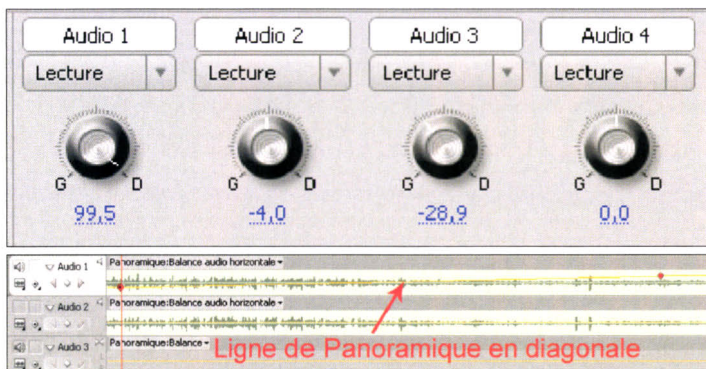 Audio 1 Audio 2 Audio 3 Audio 4
Lecture Lecture Lecture Lecture
G D G D G D G D
99,5 -4,0 -28,9 0,0
Audio 1 Panoramique:Balance audio horizontale
Audio 2 Panoramique:Balance audio horizontale
Ligne de Panoramique en diagonale
Audio 3 Panoramique:Balance